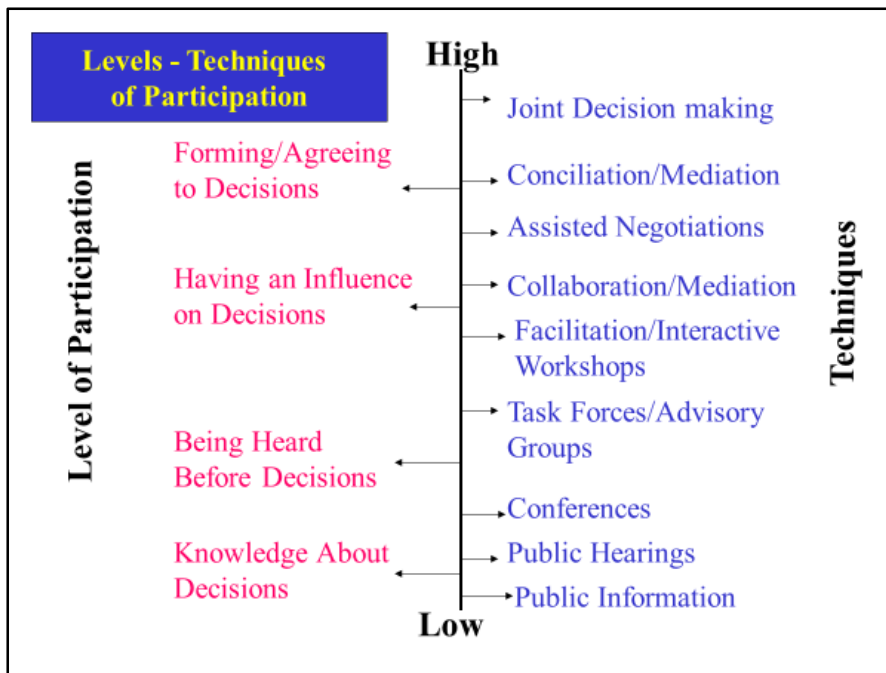 Levels - Techniques
of Participation
High
Level of Participation
Forming/Agreeing
to Decisions
Having an Influence
on Decisions
Being Heard
Before Decisions
Knowledge About
Decisions
Joint Decision making
Conciliation/Mediation
Assisted Negotiations
Collaboration/Mediation
Facilitation/Interactive
Workshops
Task Forces/Advisory
Groups
Conferences
Public Hearings
Public Information
Techniques
Low